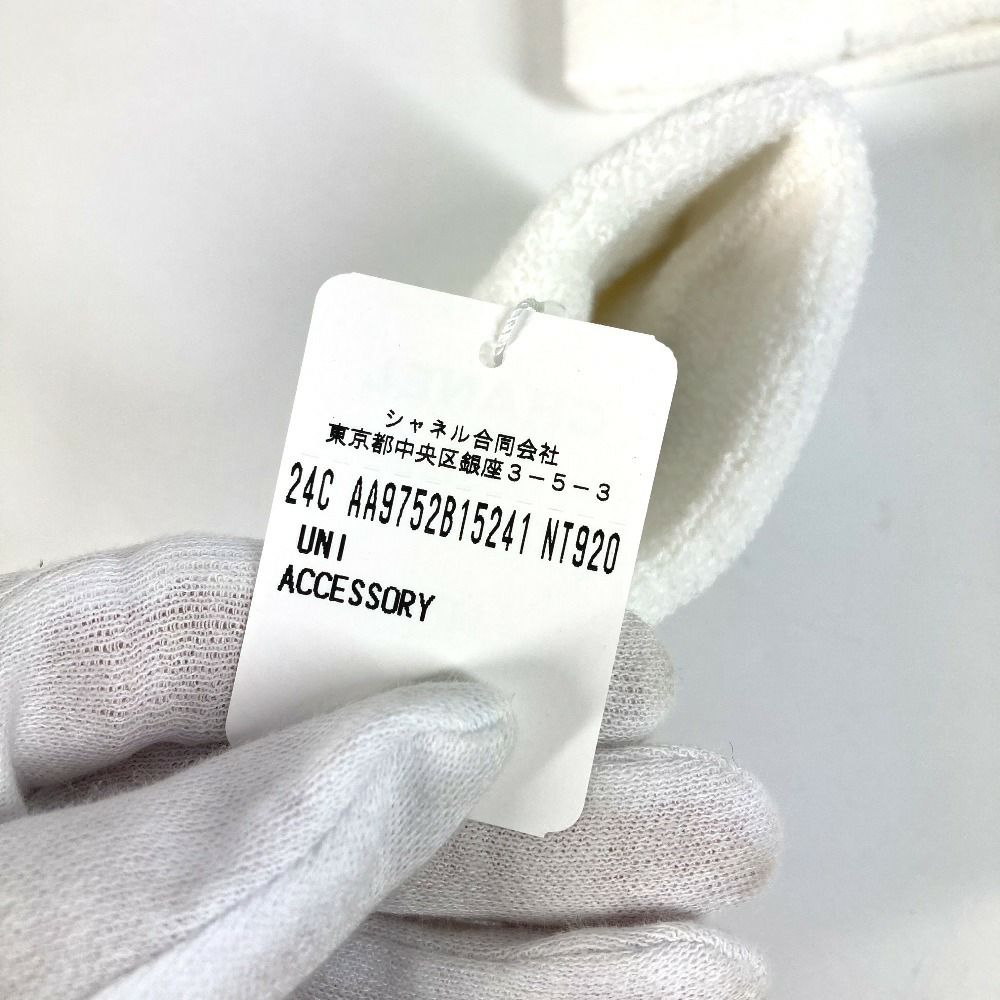 シャネル合同会社
東京都中央区銀座3-5-3
24C AA9752B15241 NT920
UNI
ACCESSORY